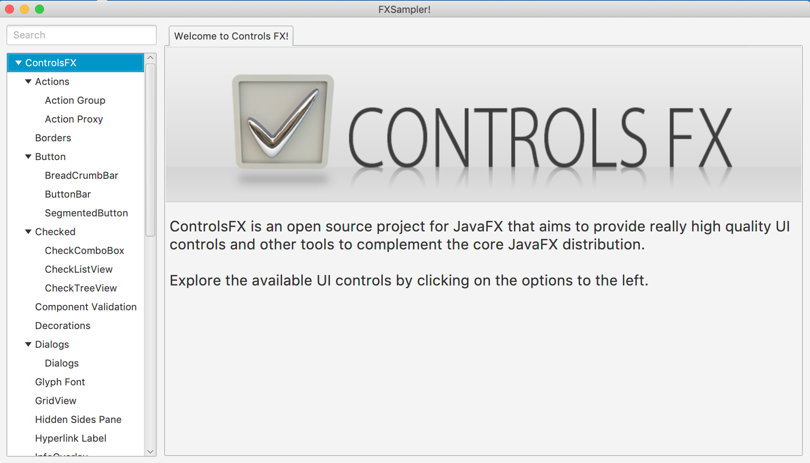 FXSampler!
Search
Welcome to Controls FX!
ControlsFX
Actions
Action Group
Action Proxy
Borders
Button
BreadCrumbBar
ButtonBar
SegmentedButton
Checked
CheckComboBox
CheckListView
CheckTreeView
Component Validation
Decorations
Dialogs
Dialogs
Glyph Font
GridView
Hidden Sides Pane
Hyperlink Label
InfoOverlay
CONTROLS FX
ControlsFX is an open source project for JavaFX that aims to provide really high quality UI
controls and other tools to complement the core JavaFX distribution.
Explore the available UI controls by clicking on the options to the left.